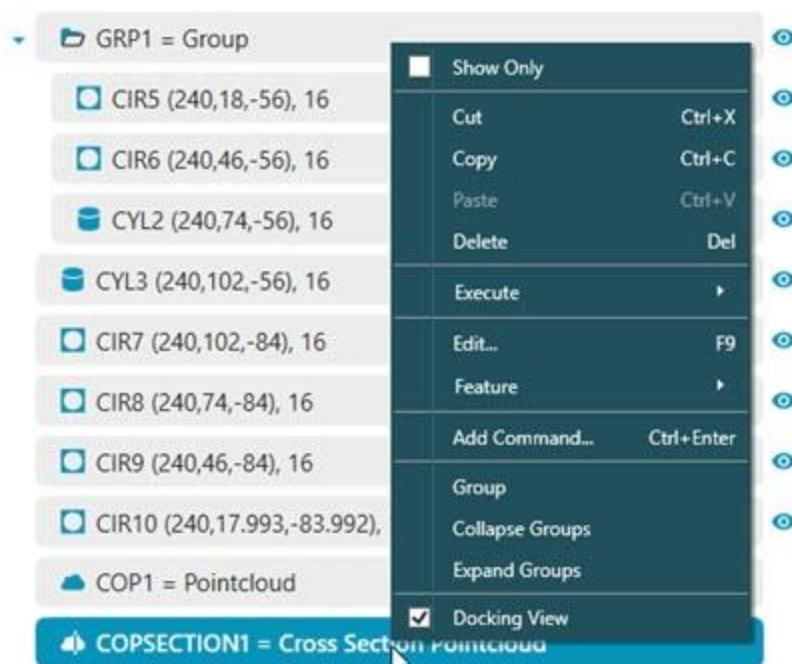 GRP1 = Group
CIR5 (240,18,-56), 16
CIR6 (240,46,-56), 16
CYL2 (240,74,-56), 16
CYL3 (240,102,-56), 16
CIR7 (240,102,-84), 16
CIR8 (240,74,-84), 16
CIR9 (240,46,-84), 16
CIR10 (240,17.993,-83.992),
COP1 = Pointcloud
COPSECTION1 = Cross Section Pointcloud
Show Only
Cut Ctrl+X
Copy Ctrl+C
Paste Ctrl+V
Delete Del
Execute
Edit... F9
Feature
Add Command... Ctrl+Enter
Group
Collapse Groups
Expand Groups
Docking View